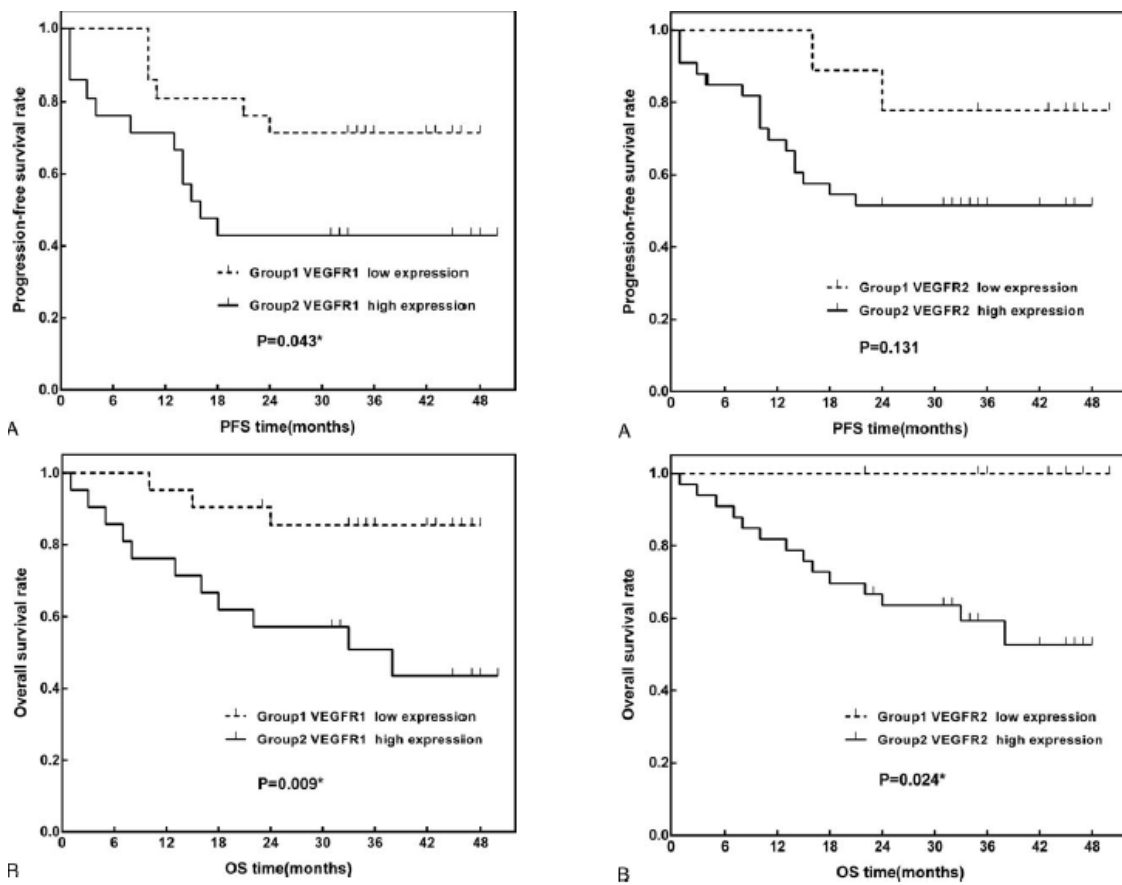 Progression-free survival rate
1.0
0.8
0.6
0.4
0.2
0.0
Group1 VEGFR1 low expression
Group2 VEGFR1 high expression
P=0.043*
0 6 12 18 24 30 36 42 48
PFS time(months)
A
Progression-free survival rate
1.0
0.8
0.6
0.4
0.2
0.0
Group1 VEGFR2 low expression
Group2 VEGFR2 high expression
P=0.131
0 6 12 18 24 30 36 42 48
PFS time(months)
A
Overall survival rate
1.0
0.8
0.6
0.4
0.2
0.0
Group1 VEGFR1 low expression
Group2 VEGFR1 high expression
P=0.009*
0 6 12 18 24 30 36 42 48
OS time(months)
B
Overall survival rate
1.0
0.8
0.6
0.4
0.2
0.0
Group1 VEGFR2 low expression
Group2 VEGFR2 high expression
P=0.024*
0 6 12 18 24 30 36 42 48
OS time(months)
B